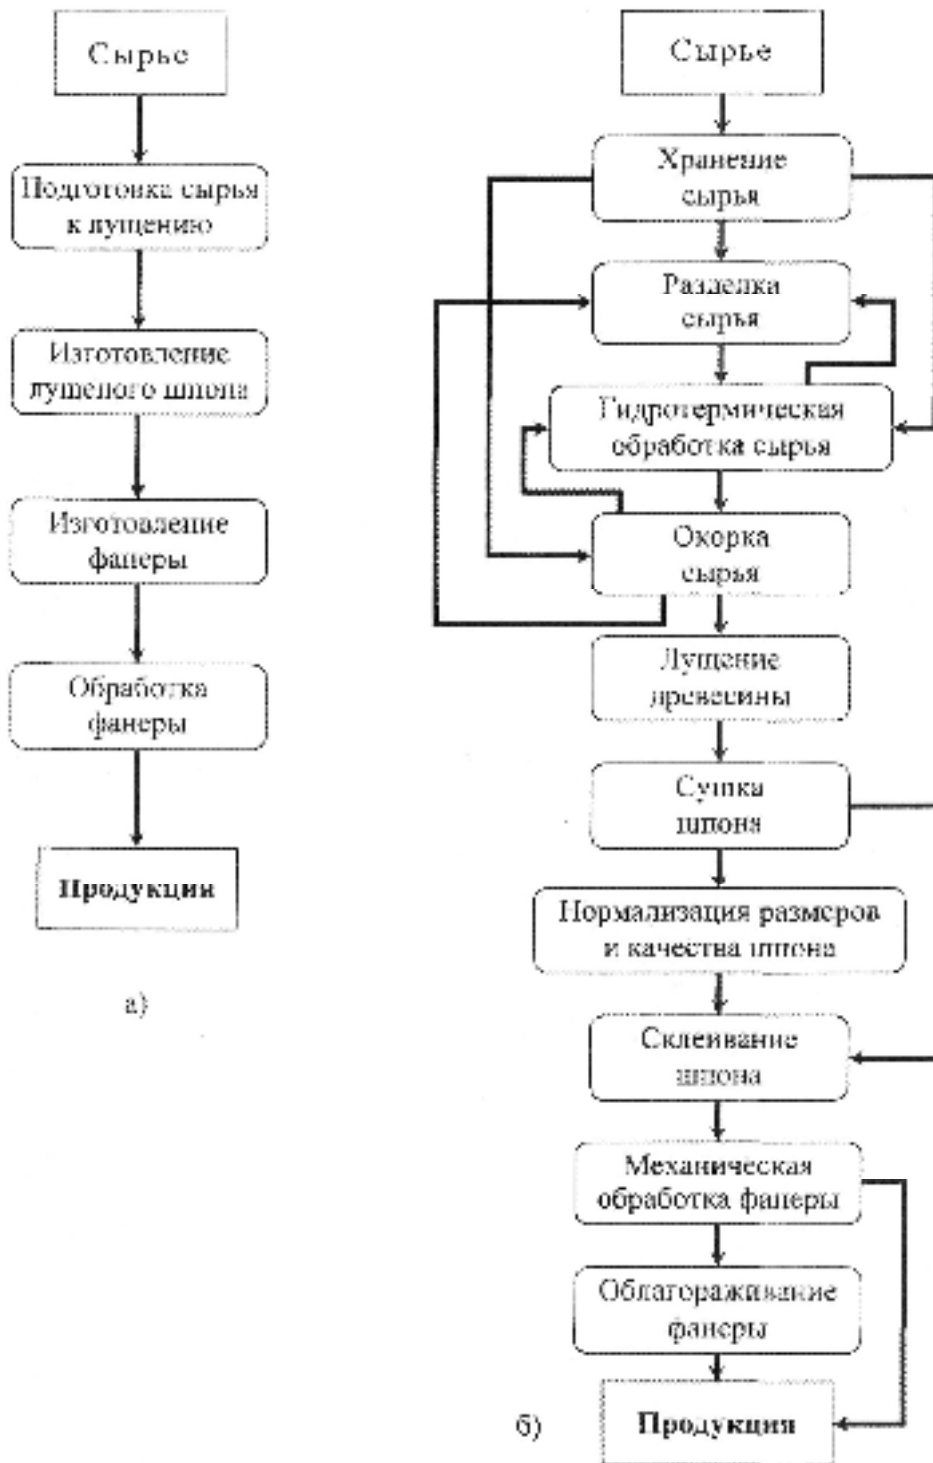 Сырье
Подготовка сырья
к лущению
Изготовление
лущеного шпона
Изготовление
фанеры
Обработка
фанеры
Продукция
а)
Сырье
Хранение
сырья
Разделка
сырья
Гидротермическая
обработка сырья
Окорка
сырья
Лущение
древесины
Сушка
шпона
Нормализация размеров
и качества шпона
Склеивание
шпона
Механическая
обработка фанеры
Облагораживание
фанеры
Продукция
б)